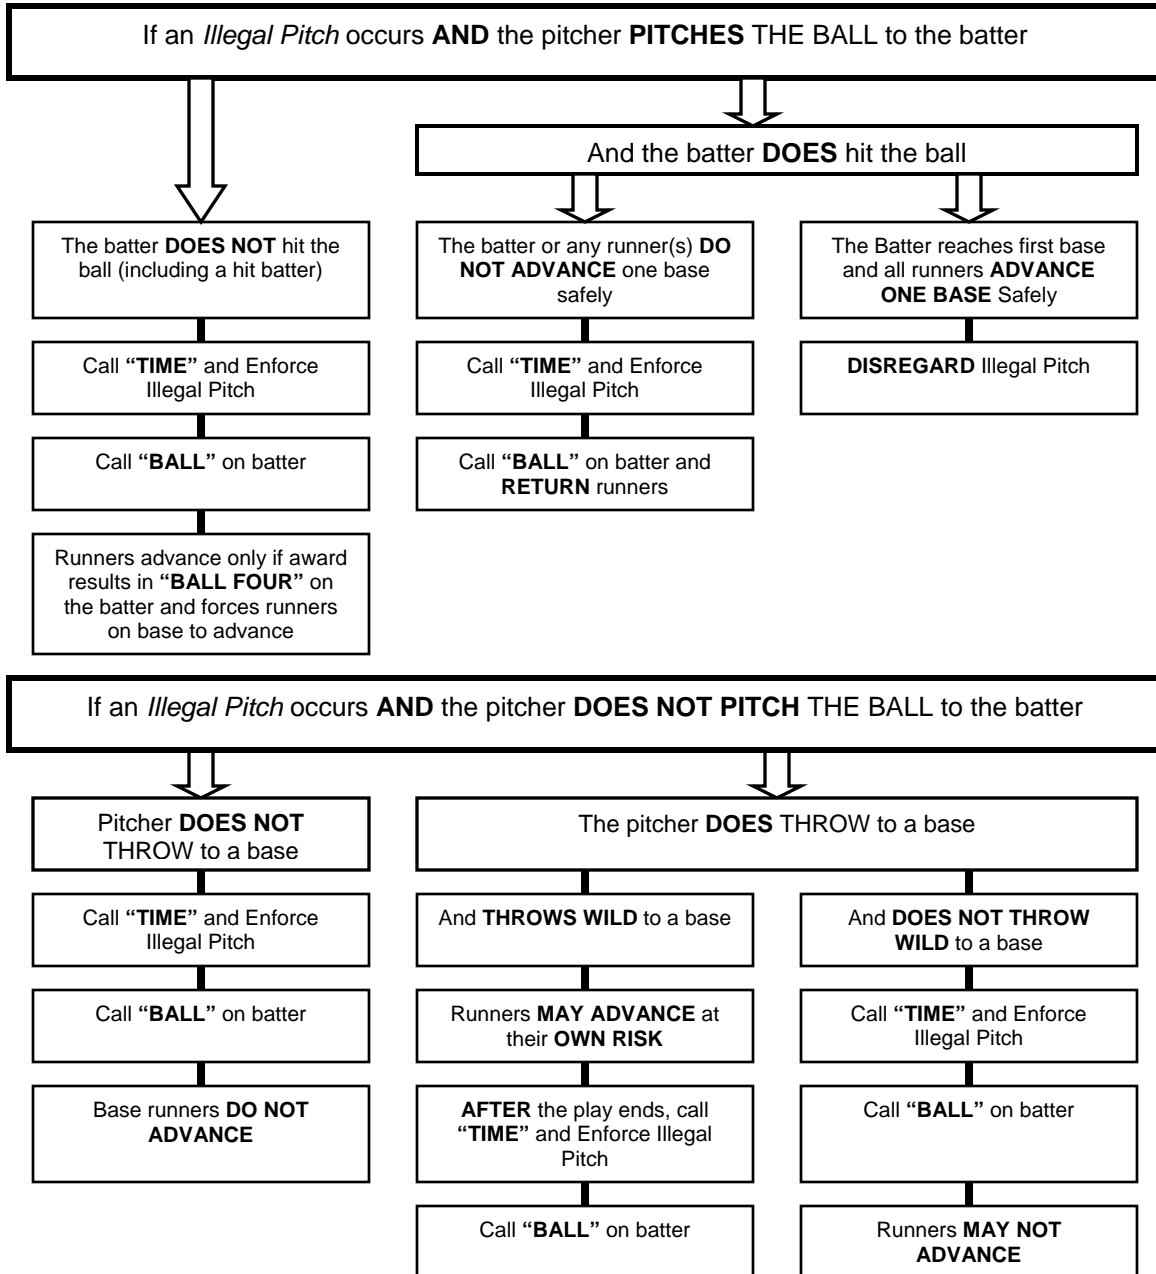 If an Illegal Pitch occurs AND the pitcher PITCHES THE BALL to the batter
And the batter DOES hit the ball
The batter DOES NOT hit the
ball (including a hit batter)
Call “TIME” and Enforce
Illegal Pitch
Call “BALL” on batter
Runners advance only if award
results in “BALL FOUR” on
the batter and forces runners
on base to advance
The batter or any runner(s) DO
NOT ADVANCE one base
safely
Call “TIME” and Enforce
Illegal Pitch
Call “BALL” on batter and
RETURN runners
The Batter reaches first base
and all runners ADVANCE
ONE BASE Safely
DISREGARD Illegal Pitch
If an Illegal Pitch occurs AND the pitcher DOES NOT PITCH THE BALL to the batter
Pitcher DOES NOT
THROW to a base
Call “TIME” and Enforce
Illegal Pitch
Call “BALL” on batter
Base runners DO NOT
ADVANCE
The pitcher DOES THROW to a base
And THROWS WILD to a base
Runners MAY ADVANCE at
their OWN RISK
AFTER the play ends, call
“TIME” and Enforce Illegal
Pitch
Call “BALL” on batter
And DOES NOT THROW
WILD to a base
Call “TIME” and Enforce
Illegal Pitch
Call “BALL” on batter
Runners MAY NOT
ADVANCE